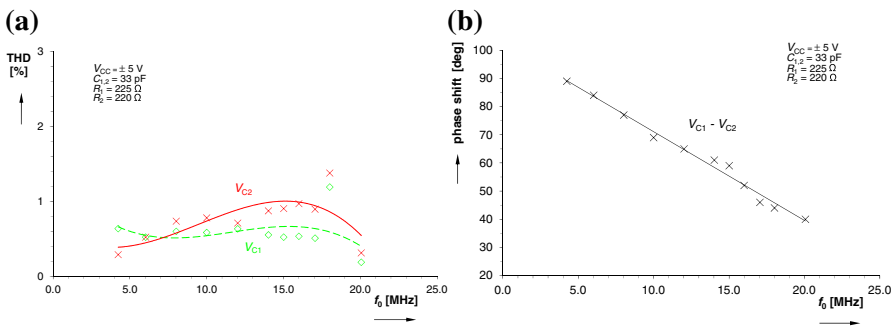 (a)
THD
[%]
V_CC = ± 5 V
C_1,2 = 33 pF
R_1 = 225 Ω
R_2 = 220 Ω
3
2
1
0
V_C2
V_C1
0.0 5.0 10.0 15.0 20.0 25.0
f_0 [MHz]
(b)
phase shift [deg]
V_CC = ± 5 V
C_1,2 = 33 pF
R_1 = 225 Ω
R_2 = 220 Ω
100
90
80
70
60
50
40
30
20
V_C1 - V_C2
0.0 5.0 10.0 15.0 20.0 25.0
f_0 [MHz]